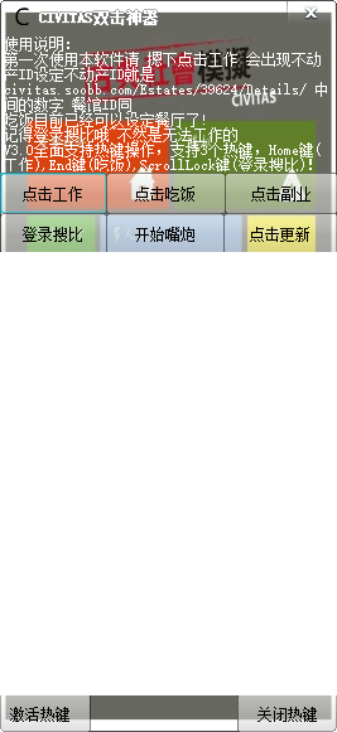 CIVITAS双击神器
使用说明:
第一次使用本软件请 摁下点击工作 会出现不动
产ID设定不动产ID就是
civitas.soobb.com/Estates/39624/Details/ 中
间的数字 餐馆ID同
吃饭目前已经可以设定餐厅了!
记得登录搜比哦 不然是无法工作的
V3.0全面支持热键操作, 支持3个热键, Home键(
工作),End键(吃饭),ScrollLock键(登录搜比)!
模擬
CIVITAS
点击工作
点击吃饭
点击副业
登录搜比
开始嘴炮
点击更新
激活热键
关闭热键